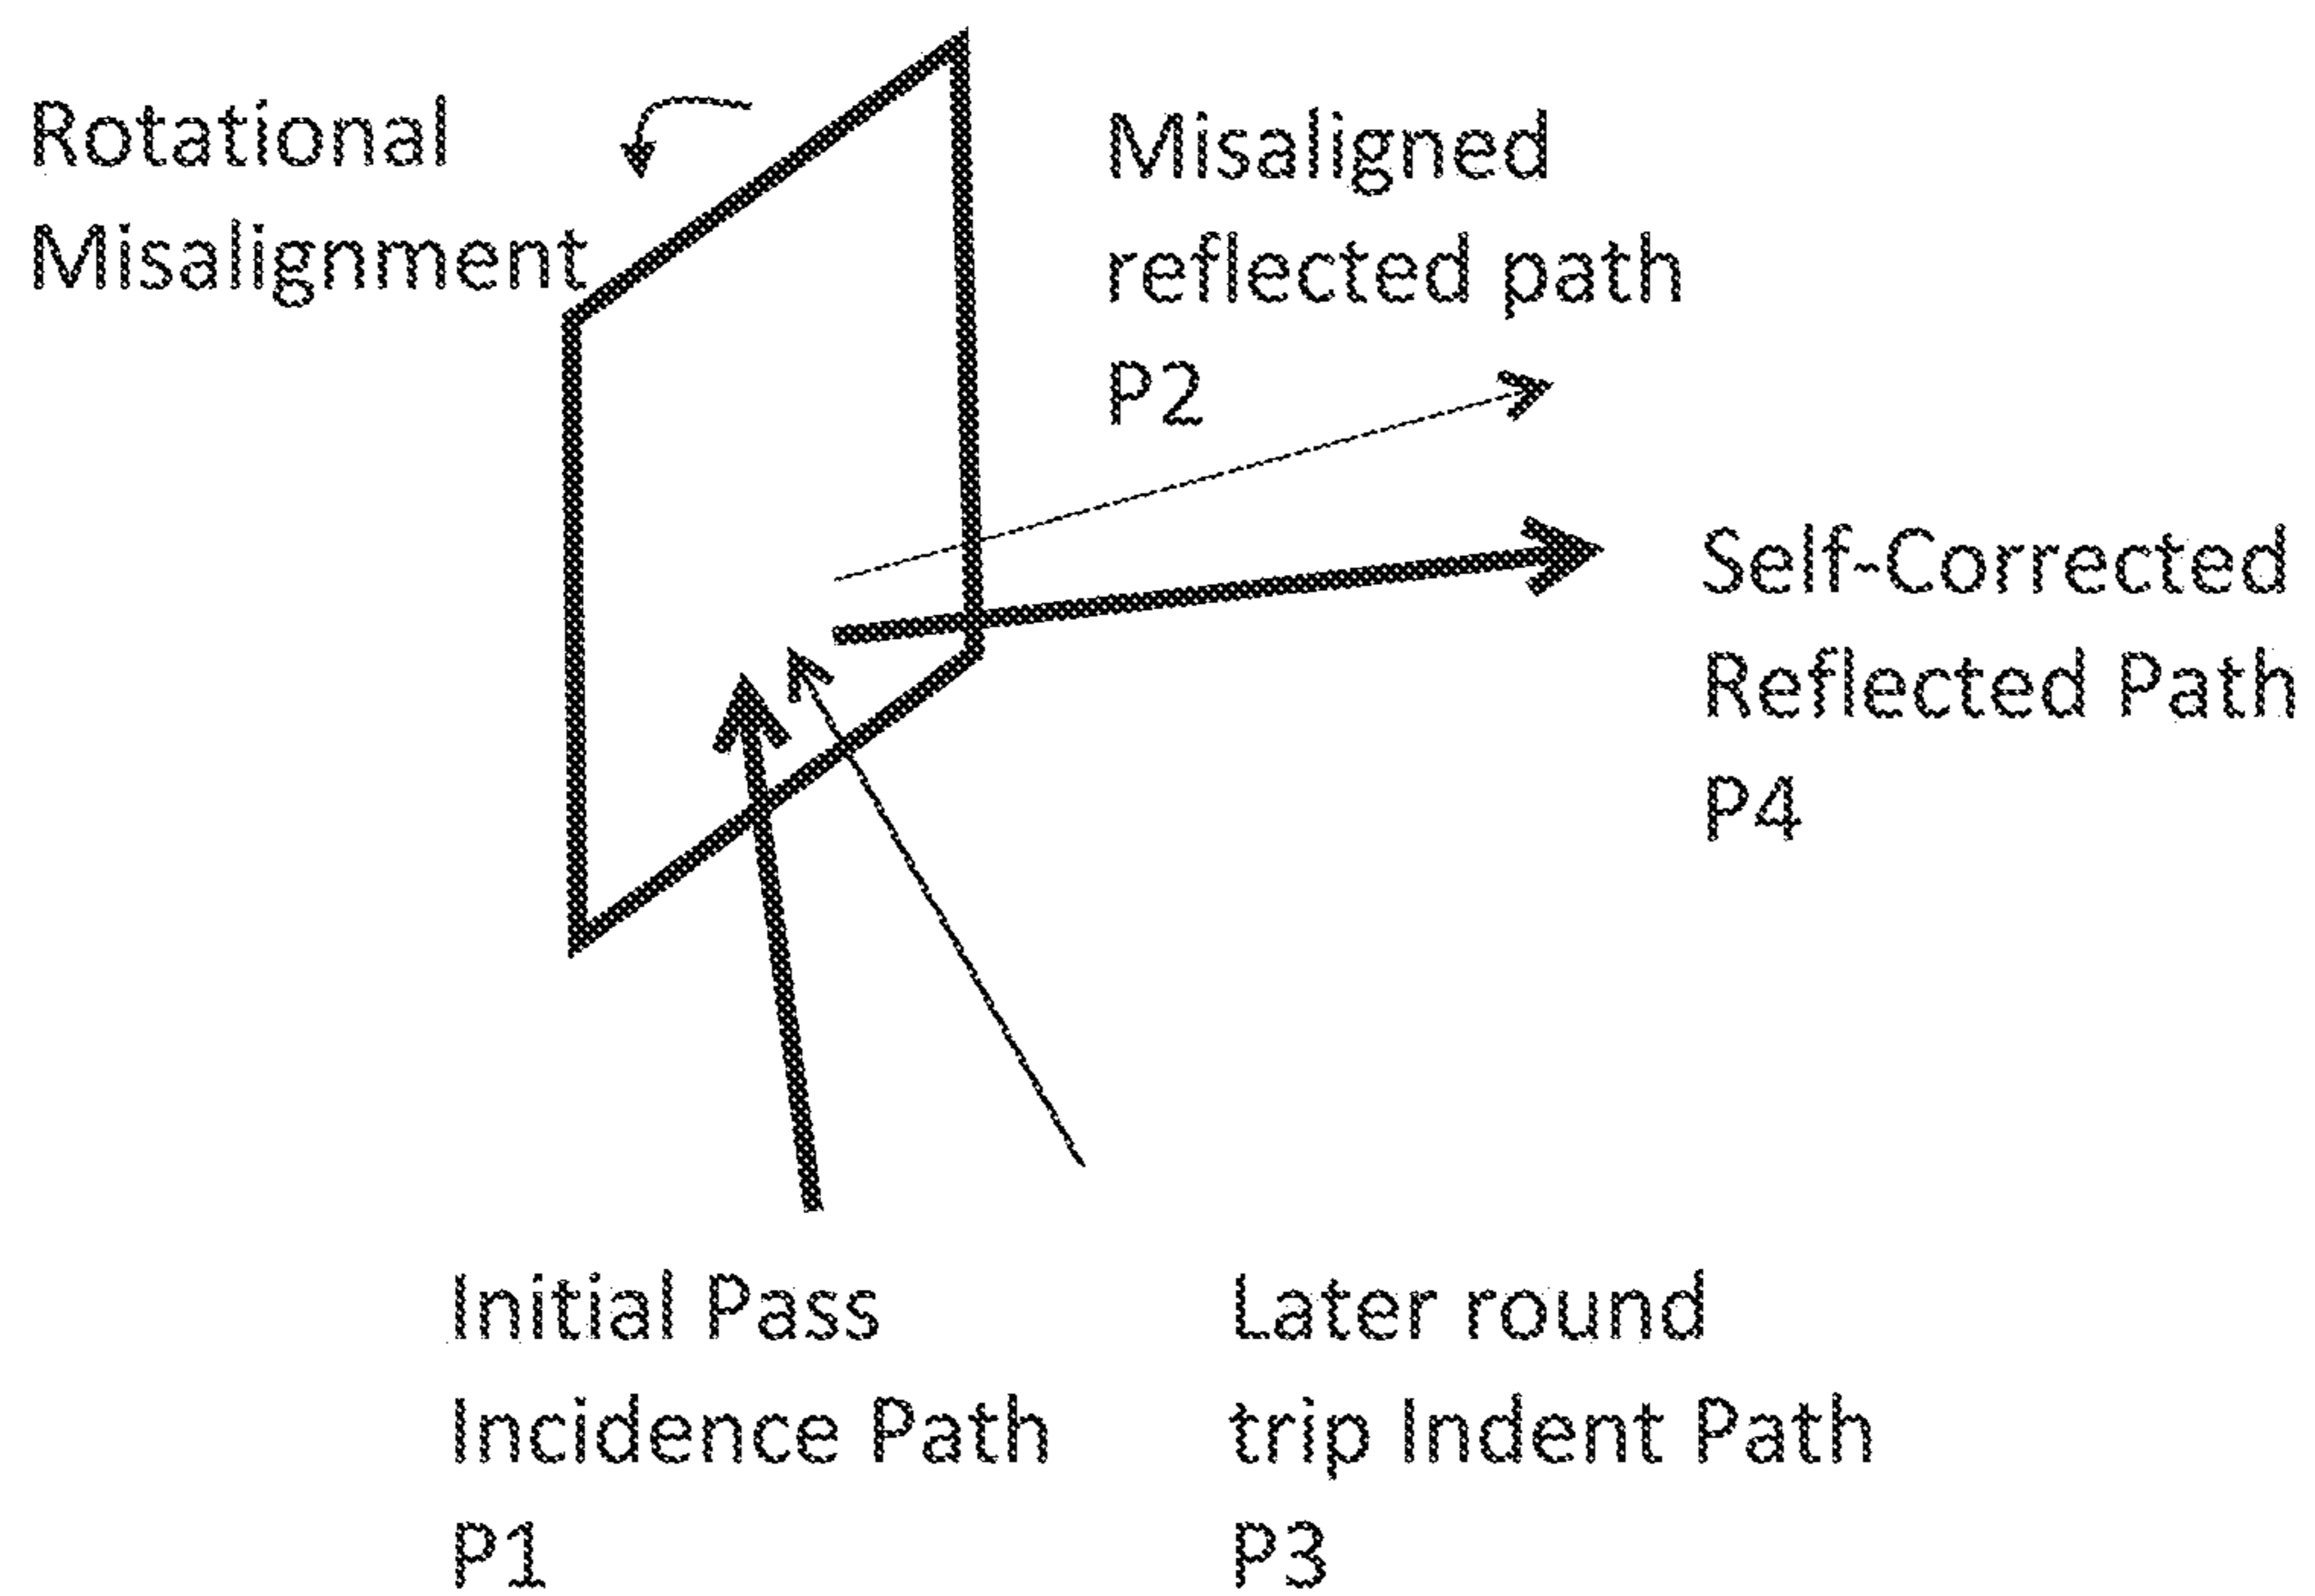 Rotational
Misalignment
Misaligned
reflected path
P2
Self-Corrected
Reflected Path
P4
Initial Pass
Incidence Path
P1
Later round
trip Indent Path
P3